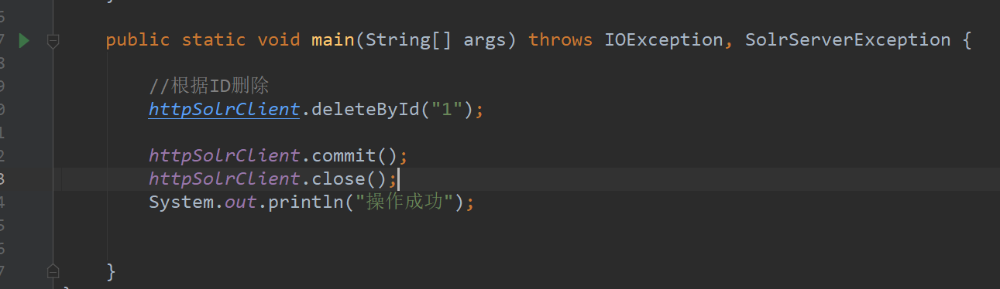 public static void main(String[] args) throws IOException, SolrServerException {
//根据ID删除
httpSolrClient.deleteById("1");
httpSolrClient.commit();
httpSolrClient.close();
System.out.println("操作成功");
}